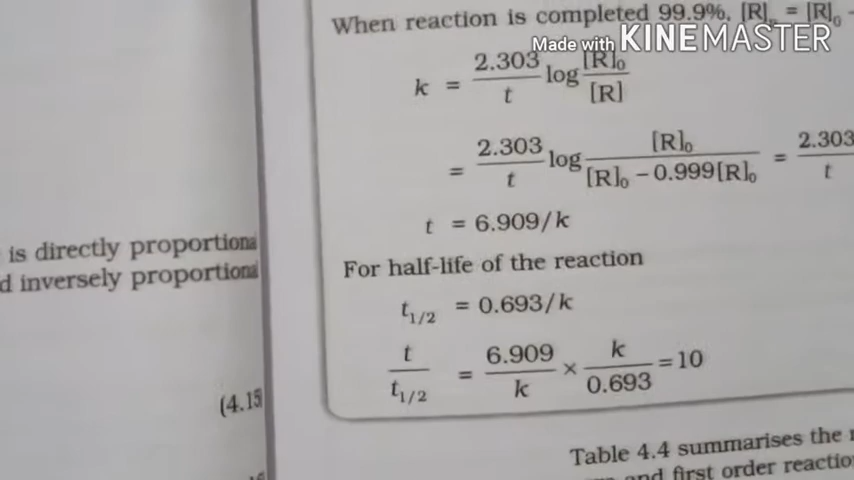 is directly proportiona
d inversely proportiona
(4.15
When reaction is completed 99.9%, [R] = [R]₀ -
Made with KINEMASTER
k = 2.303/t log [R]₀/[R]
= 2.303/t log [R]₀/([R]₀ − 0.999[R]₀) = 2.303/t
t = 6.909/k
For half-life of the reaction
t₁/₂ = 0.693/k
t/t₁/₂ = 6.909/k × k/0.693 = 10
Table 4.4 summarises the
and first order reactio